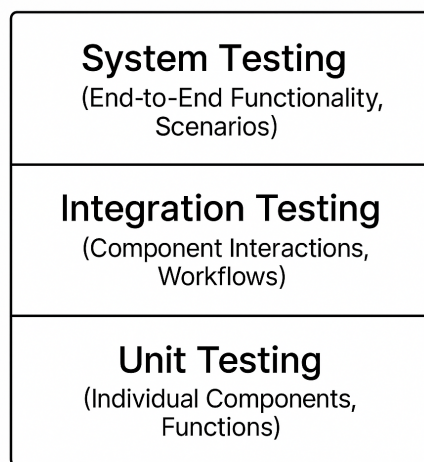 System Testing
(End-to-End Functionality,
Scenarios)
Integration Testing
(Component Interactions,
Workflows)
Unit Testing
(Individual Components,
Functions)